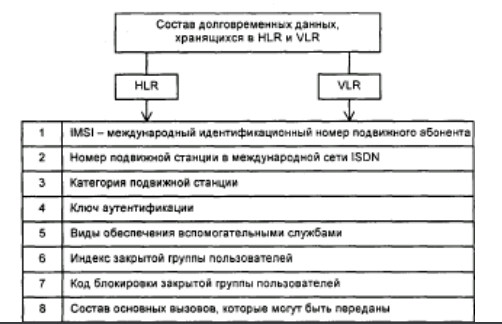 Состав долговременных данных,
хранящихся в HLR и VLR
HLR
VLR
1 IMSI – международный идентификационный номер подвижного абонента
2 Номер подвижной станции в международной сети ISDN
3 Категория подвижной станции
4 Ключ аутентификации
5 Виды обеспечения вспомогательными службами
6 Индекс закрытой группы пользователей
7 Код блокировки закрытой группы пользователей
8 Состав основных вызовов, которые могут быть переданы